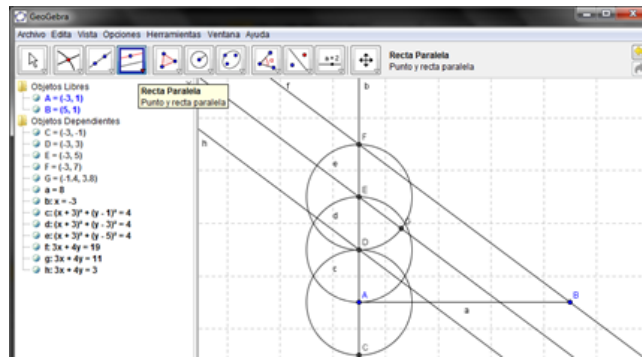 GeoGebra
Archivo Edita Vista Opciones Herramientas Ventana Ayuda
a=2
Recta Paralela
Punto y recta paralela
Recta Paralela
Punto y recta paralela
Objetos Libres
A = (-3, 1)
B = (5, 1)
Objetos Dependientes
C = (-3, -1)
D = (-3, 3)
E = (-3, 5)
F = (-3, 7)
G = (-1.4, 3.8)
a = 8
b: x = -3
c: (x + 3)² + (y - 1)² = 4
d: (x + 3)² + (y - 3)² = 4
e: (x + 3)² + (y - 5)² = 4
f: 3x + 4y = 19
g: 3x + 4y = 11
h: 3x + 4y = 3
f
b
h
F
e
E
d
G
D
c
A
B
a
C